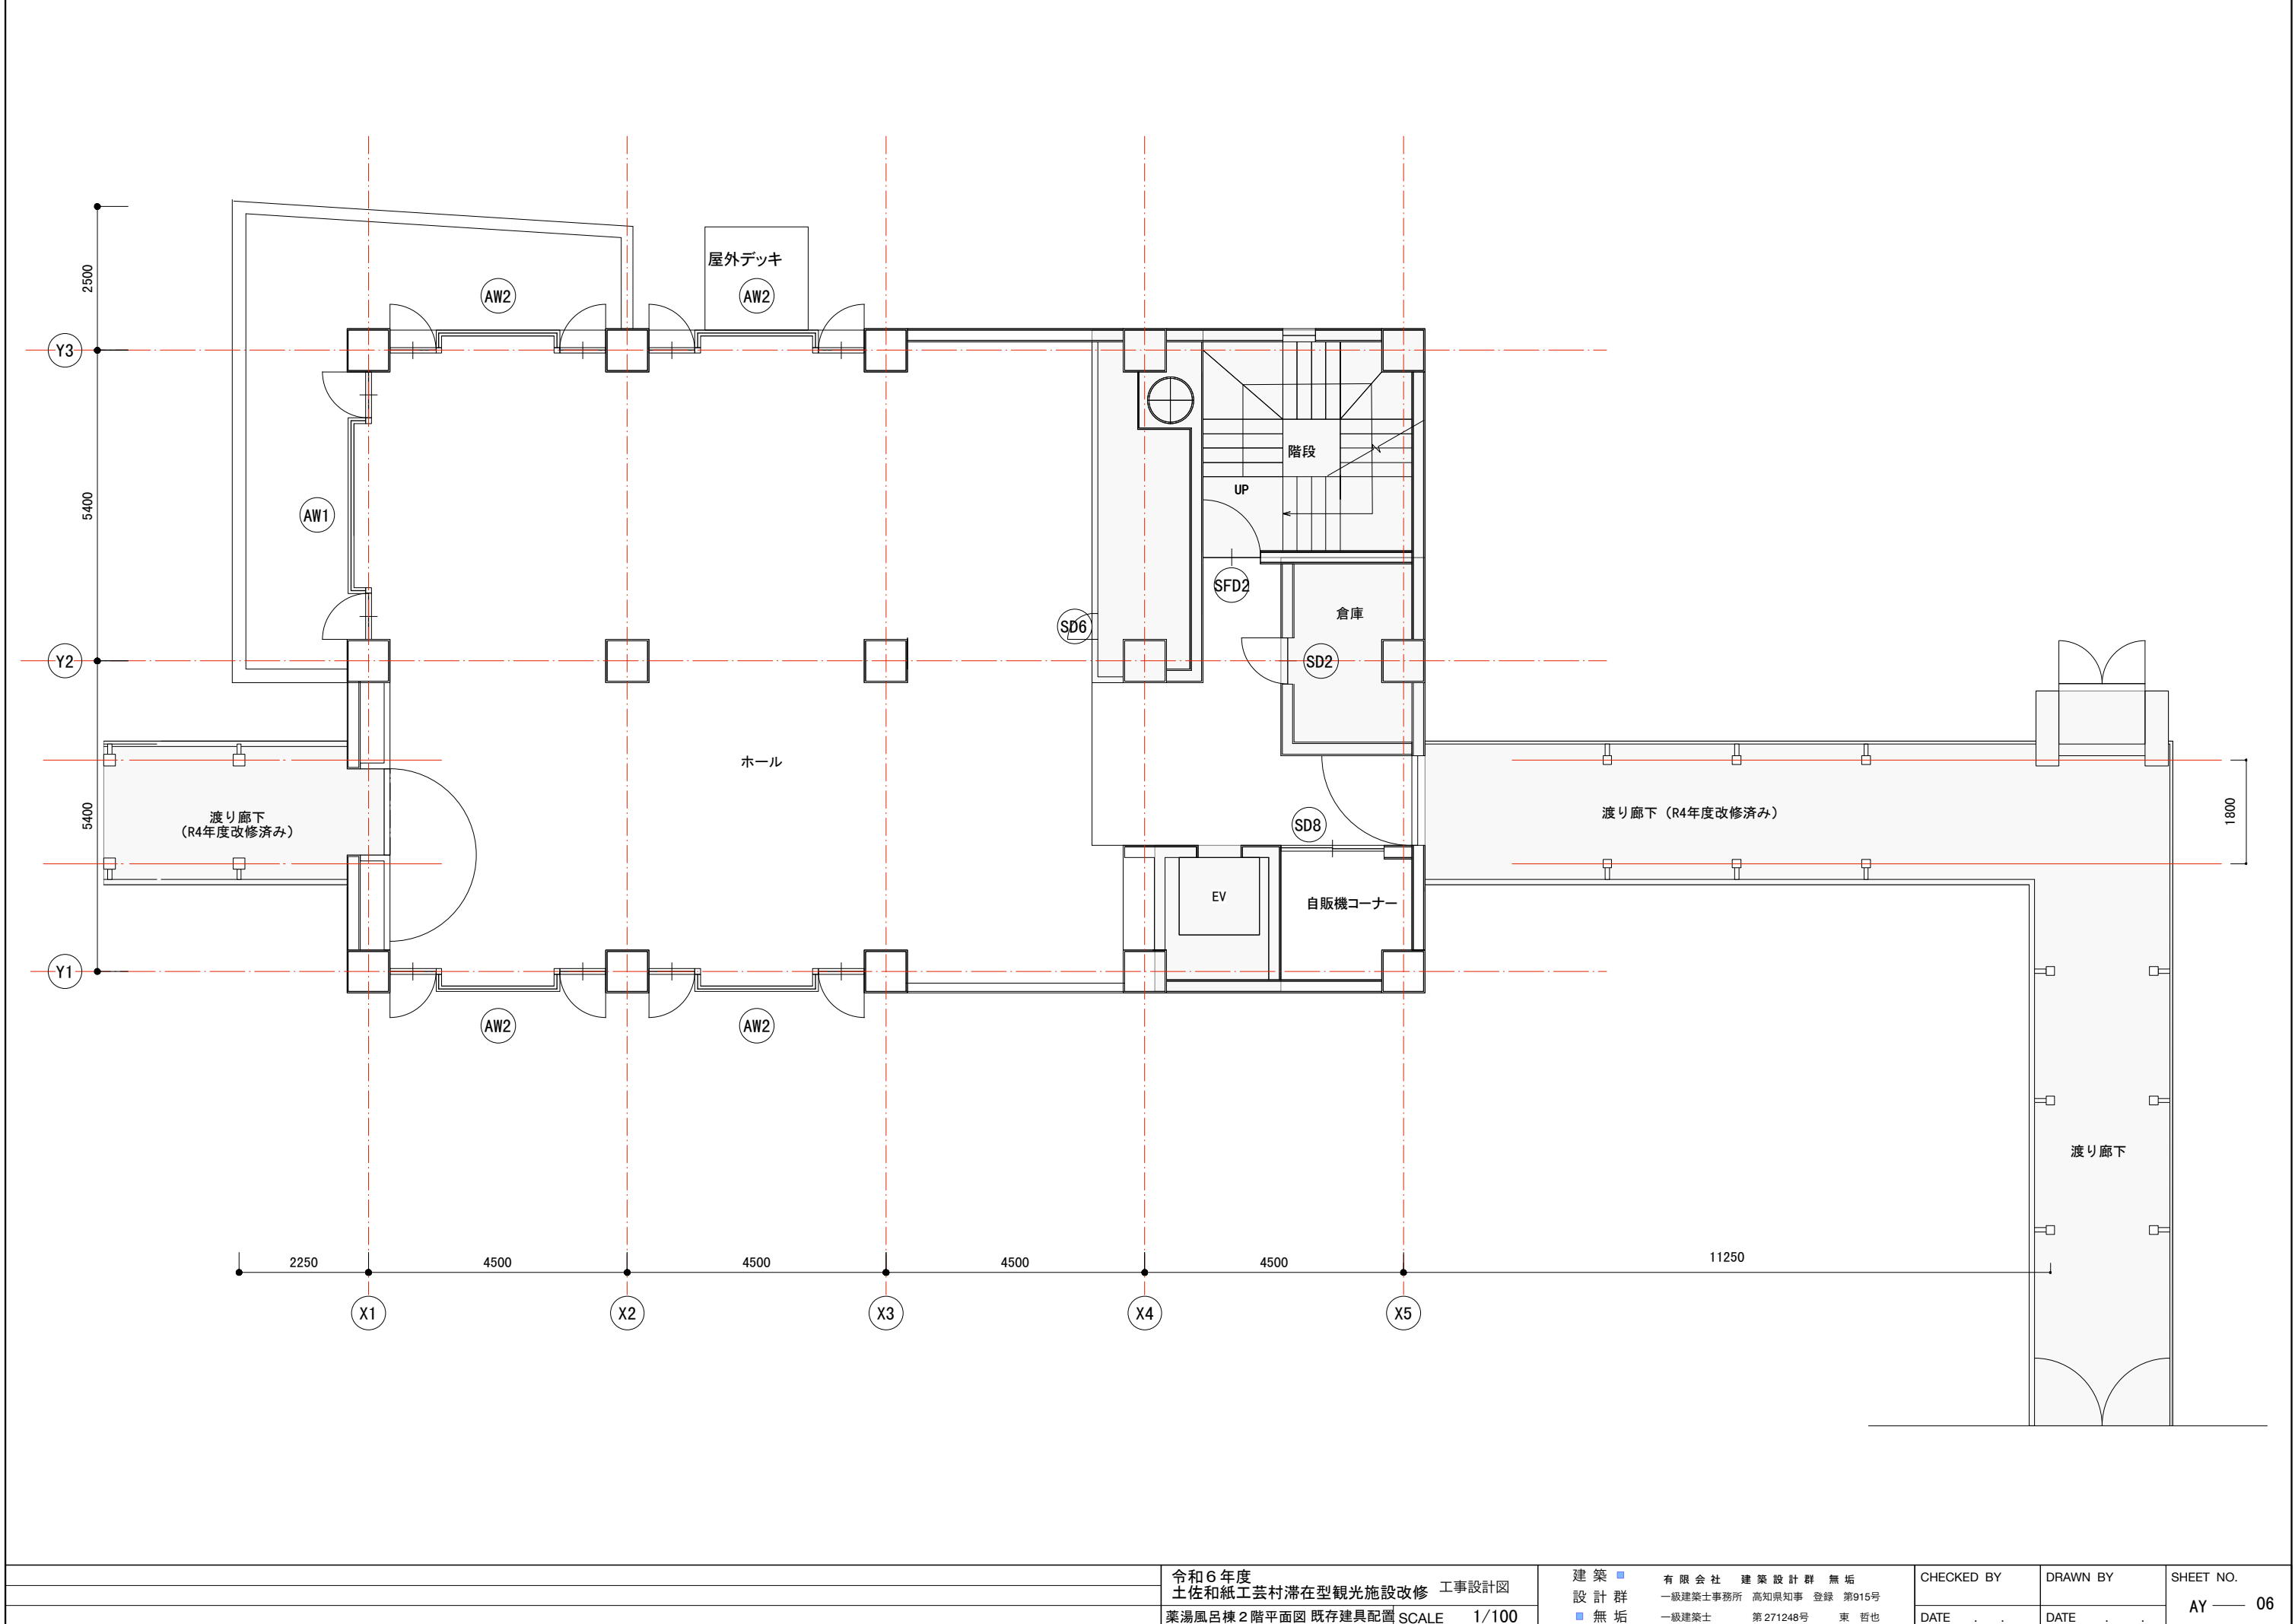 屋外デッキ
2500
AW2
AW2
Y3
階段
UP
5400
AW1
SFD2
倉庫
SD6
Y2
SD2
ホール
渡り廊下
(R4年度改修済み)
5400
SD8
渡り廊下 (R4年度改修済み)
1800
EV
自販機コーナー
Y1
AW2
AW2
渡り廊下
2250
4500
4500
4500
4500
11250
X1
X2
X3
X4
X5
令和6年度
土佐和紙工芸村滞在型観光施設改修 工事設計図
薬湯風呂棟2階平面図 既存建具配置 SCALE 1/100
建築
設計群
無垢
有限会社 建築設計群 無垢
一級建築士事務所 高知県知事 登録 第915号
一級建築士 第271248号 東 哲也
CHECKED BY
DATE . .
DRAWN BY
DATE . .
SHEET NO.
AY — 06